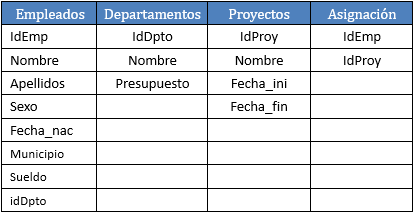 Empleados Departamentos Proyectos Asignación
IdEmp IdDpto IdProy IdEmp
Nombre Nombre Nombre IdProy
Apellidos Presupuesto Fecha_ini
Sexo Fecha_fin
Fecha_nac
Municipio
Sueldo
idDpto